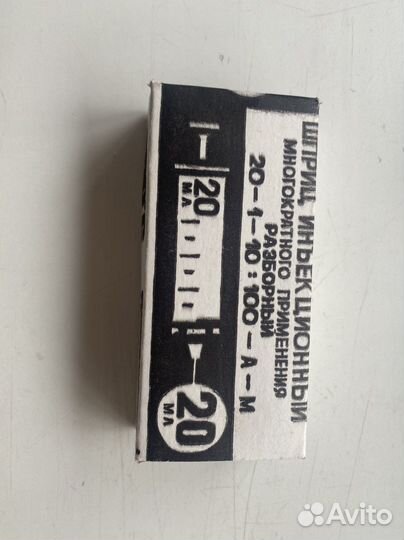 ШПРИЦ ИНЪЕКЦИОННЫЙ
МНОГОКРАТНОГО ПРИМЕНЕНИЯ
РАЗБОРНЫЙ
20-1-10:100-А-М
20
МЛ
20
МЛ
Avito